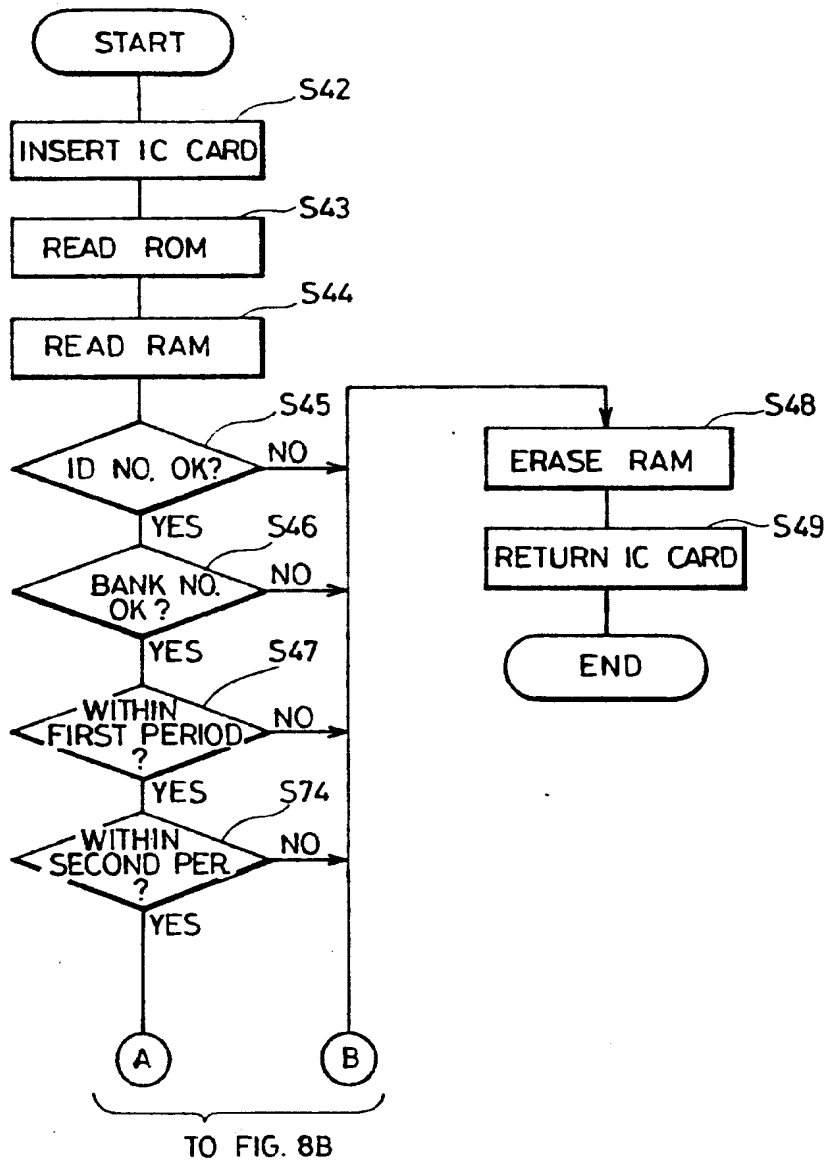 START
S42
INSERT IC CARD
S43
READ ROM
S44
READ RAM
S45
ID NO. OK?
NO
YES
S46
BANK NO.
OK?
NO
YES
S47
WITHIN
FIRST PERIOD
?
NO
YES
S74
WITHIN
SECOND PER.
?
NO
YES
A
B
TO FIG. 8B
S48
ERASE RAM
S49
RETURN IC CARD
END